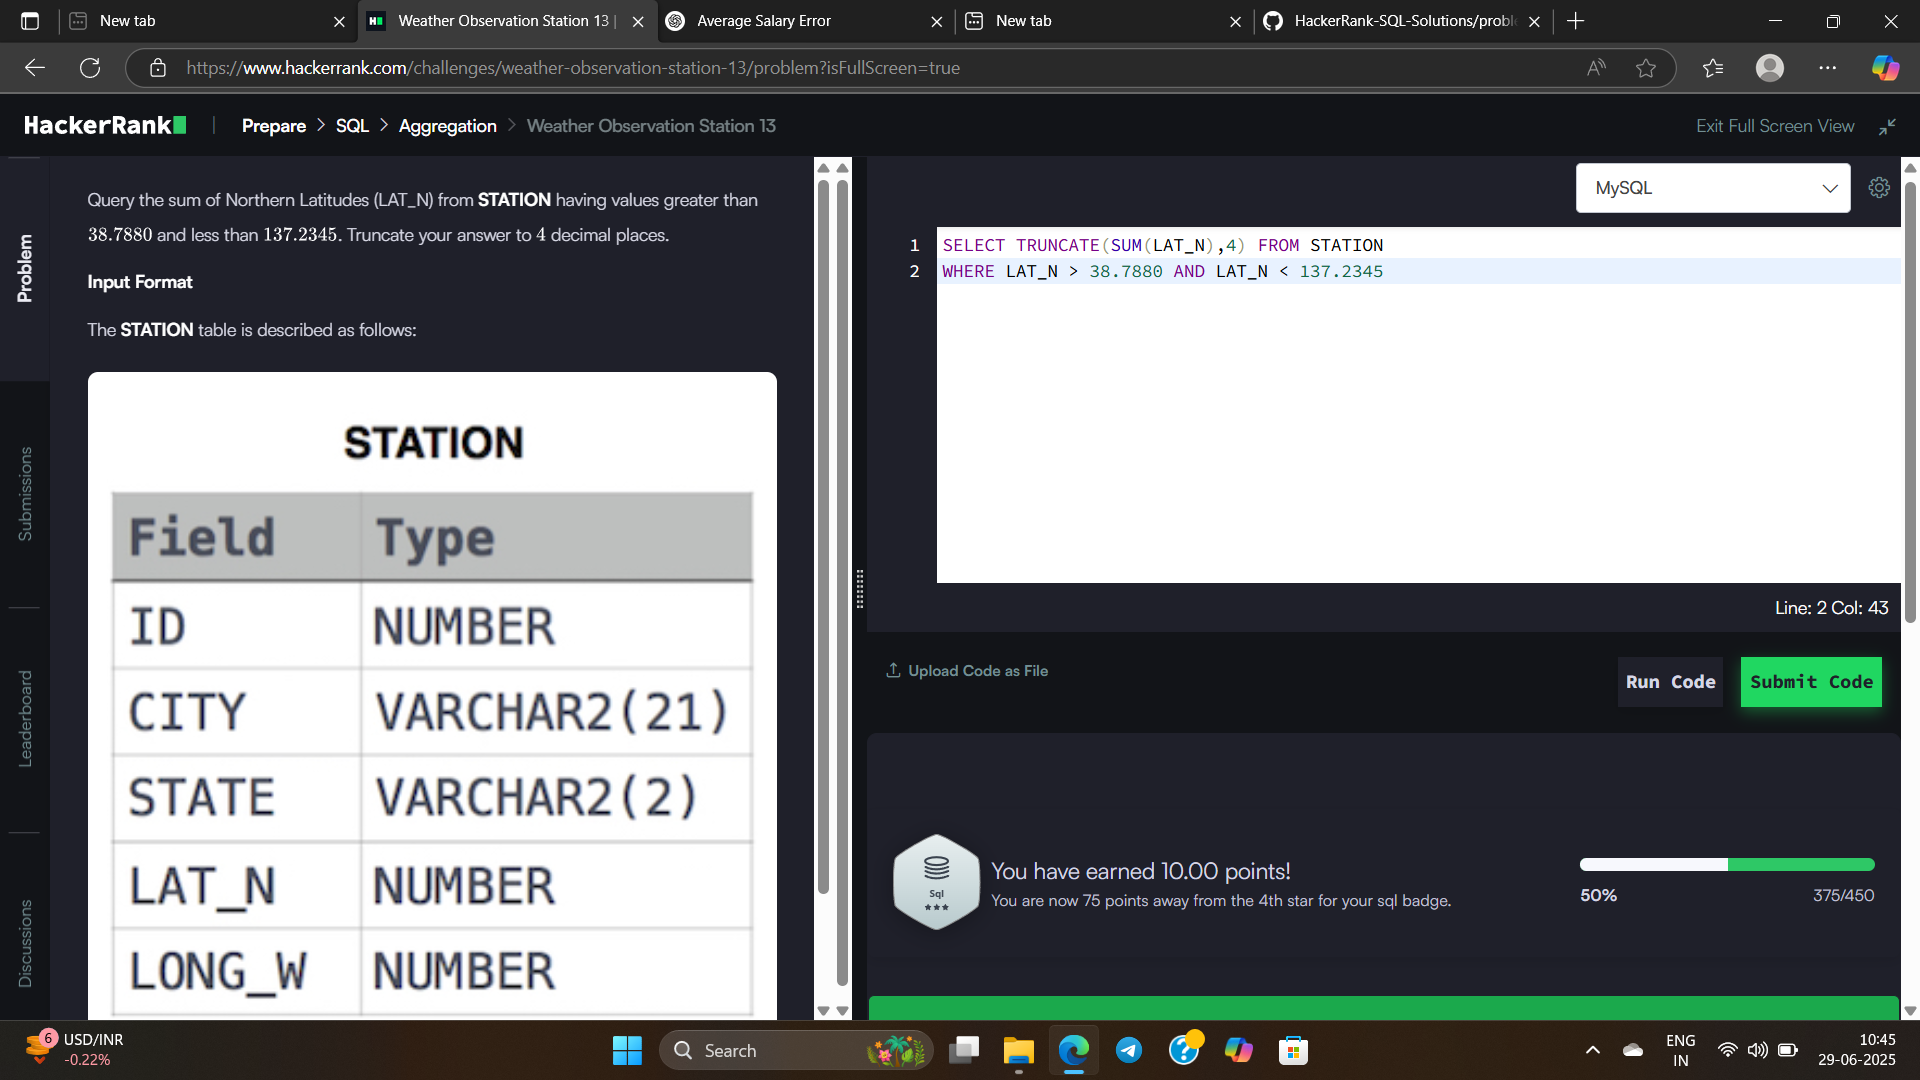 New tab
Weather Observation Station 13 |
Average Salary Error
New tab
HackerRank-SQL-Solutions/probl
https://www.hackerrank.com/challenges/weather-observation-station-13/problem?isFullScreen=true
HackerRank
Prepare > SQL > Aggregation > Weather Observation Station 13
Exit Full Screen View
Problem
Submissions
Leaderboard
Discussions
Query the sum of Northern Latitudes (LAT_N) from STATION having values greater than
38.7880 and less than 137.2345. Truncate your answer to 4 decimal places.
Input Format
The STATION table is described as follows:
STATION
Field Type
ID NUMBER
CITY VARCHAR2(21)
STATE VARCHAR2(2)
LAT_N NUMBER
LONG_W NUMBER
MySQL
1 SELECT TRUNCATE(SUM(LAT_N),4) FROM STATION
2 WHERE LAT_N > 38.7880 AND LAT_N < 137.2345
Line: 2 Col: 43
Upload Code as File
Run Code
Submit Code
Sql
You have earned 10.00 points!
You are now 75 points away from the 4th star for your sql badge.
50%
375/450
6
USD/INR
-0.22%
Search
ENG
IN
10:45
29-06-2025